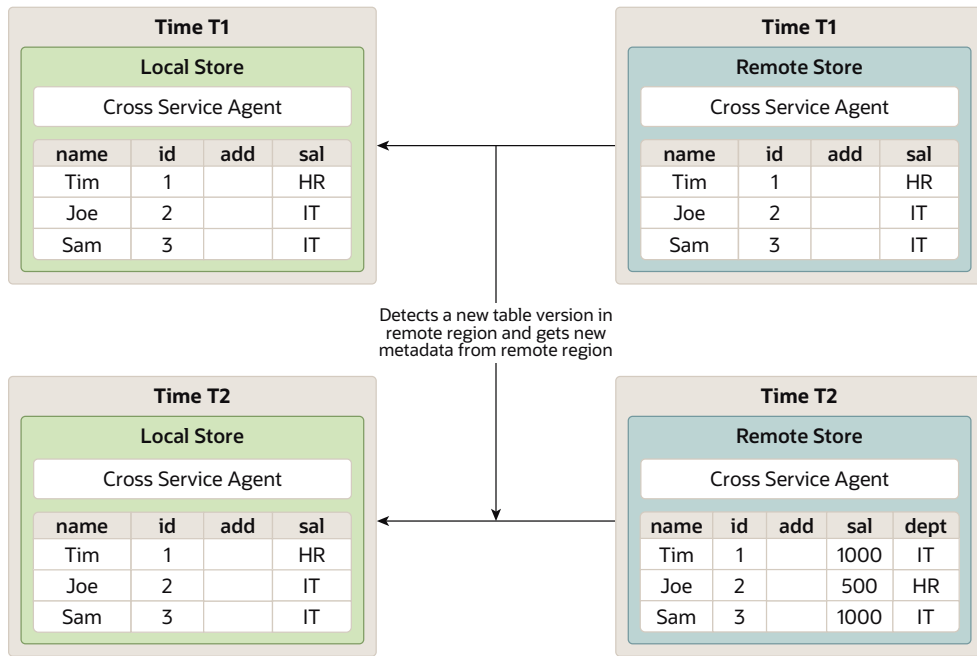 Time T1
Local Store
Cross Service Agent
name id add sal
Tim 1 HR
Joe 2 IT
Sam 3 IT
Time T1
Remote Store
Cross Service Agent
name id add sal
Tim 1 HR
Joe 2 IT
Sam 3 IT
Detects a new table version in
remote region and gets new
metadata from remote region
Time T2
Local Store
Cross Service Agent
name id add sal
Tim 1 HR
Joe 2 IT
Sam 3 IT
Time T2
Remote Store
Cross Service Agent
name id add sal dept
Tim 1 1000 IT
Joe 2 500 HR
Sam 3 1000 IT